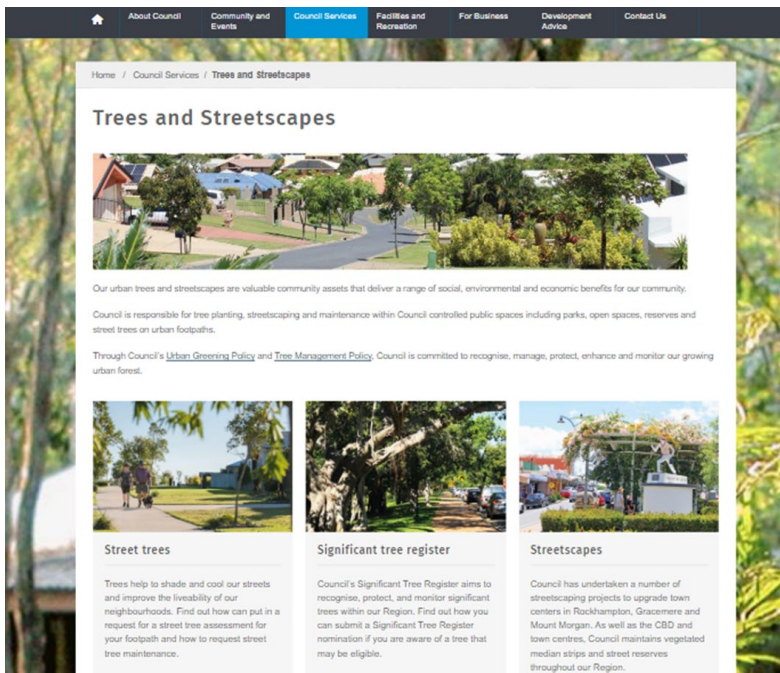 About Council
Community and
Events
Council Services
Facilities and
Recreation
For Business
Development
Advice
Contact Us
Home / Council Services / Trees and Streetscapes
Trees and Streetscapes
Our urban trees and streetscapes are valuable community assets that deliver a range of social, environmental and economic benefits for our community.
Council is responsible for tree planting, streetscaping and maintenance within Council controlled public spaces including parks, open spaces, reserves and
street trees on urban footpaths.
Through Council's Urban Greening Policy and Tree Management Policy, Council is committed to recognise, manage, protect, enhance and monitor our growing
urban forest.
Street trees
Trees help to shade and cool our streets
and improve the liveability of our
neighbourhoods. Find out how can put in a
request for a street tree assessment for
your footpath and how to request street
tree maintenance.
Significant tree register
Council's Significant Tree Register aims to
recognise, protect, and monitor significant
trees within our Region. Find out how you
can submit a Significant Tree Register
nomination if you are aware of a tree that
may be eligible.
Streetscapes
Council has undertaken a number of
streetscaping projects to upgrade town
centers in Rockhampton, Gracemere and
Mount Morgan. As well as the CBD and
town centres, Council maintains vegetated
median strips and street reserves
throughout our Region.